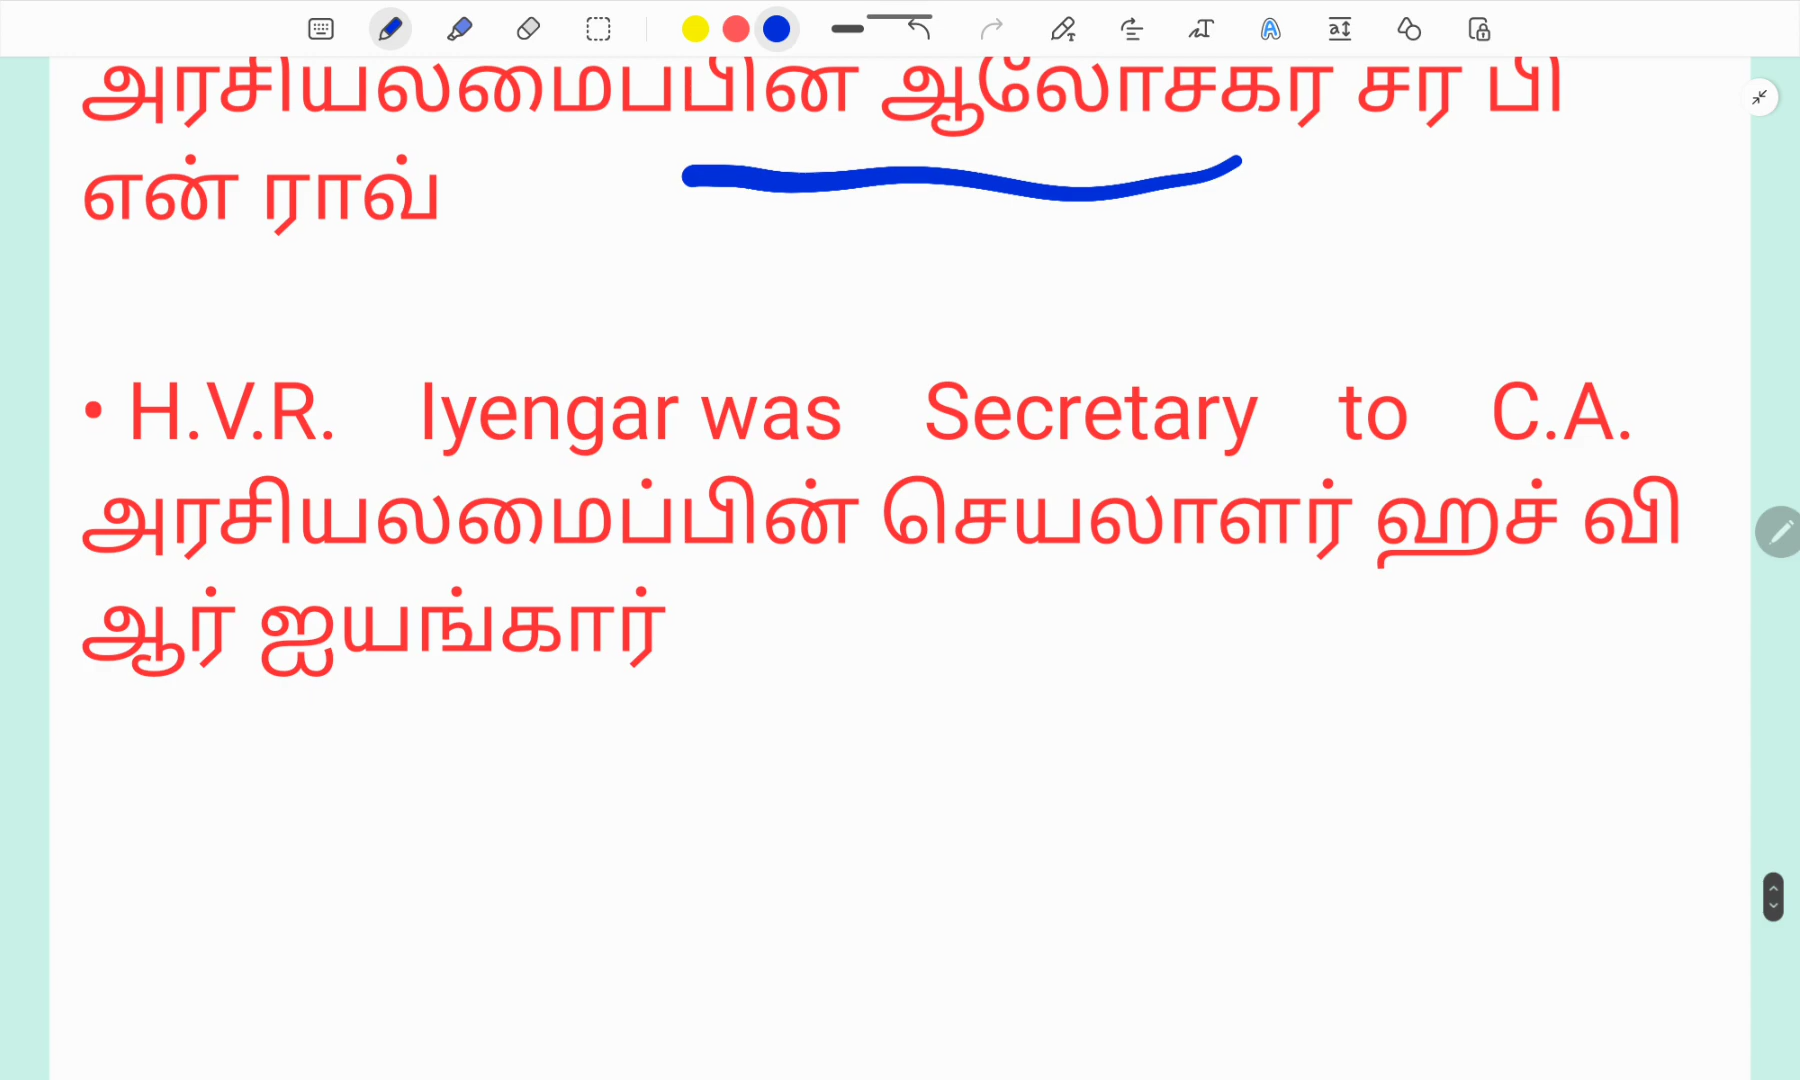 அரசியலமைப்பின் ஆலோசகர் சர் பி
என் ராவ்
• H.V.R. Iyengar was Secretary to C.A.
அரசியலமைப்பின் செயலாளர் ஹச் வி
ஆர் ஐயங்கார்